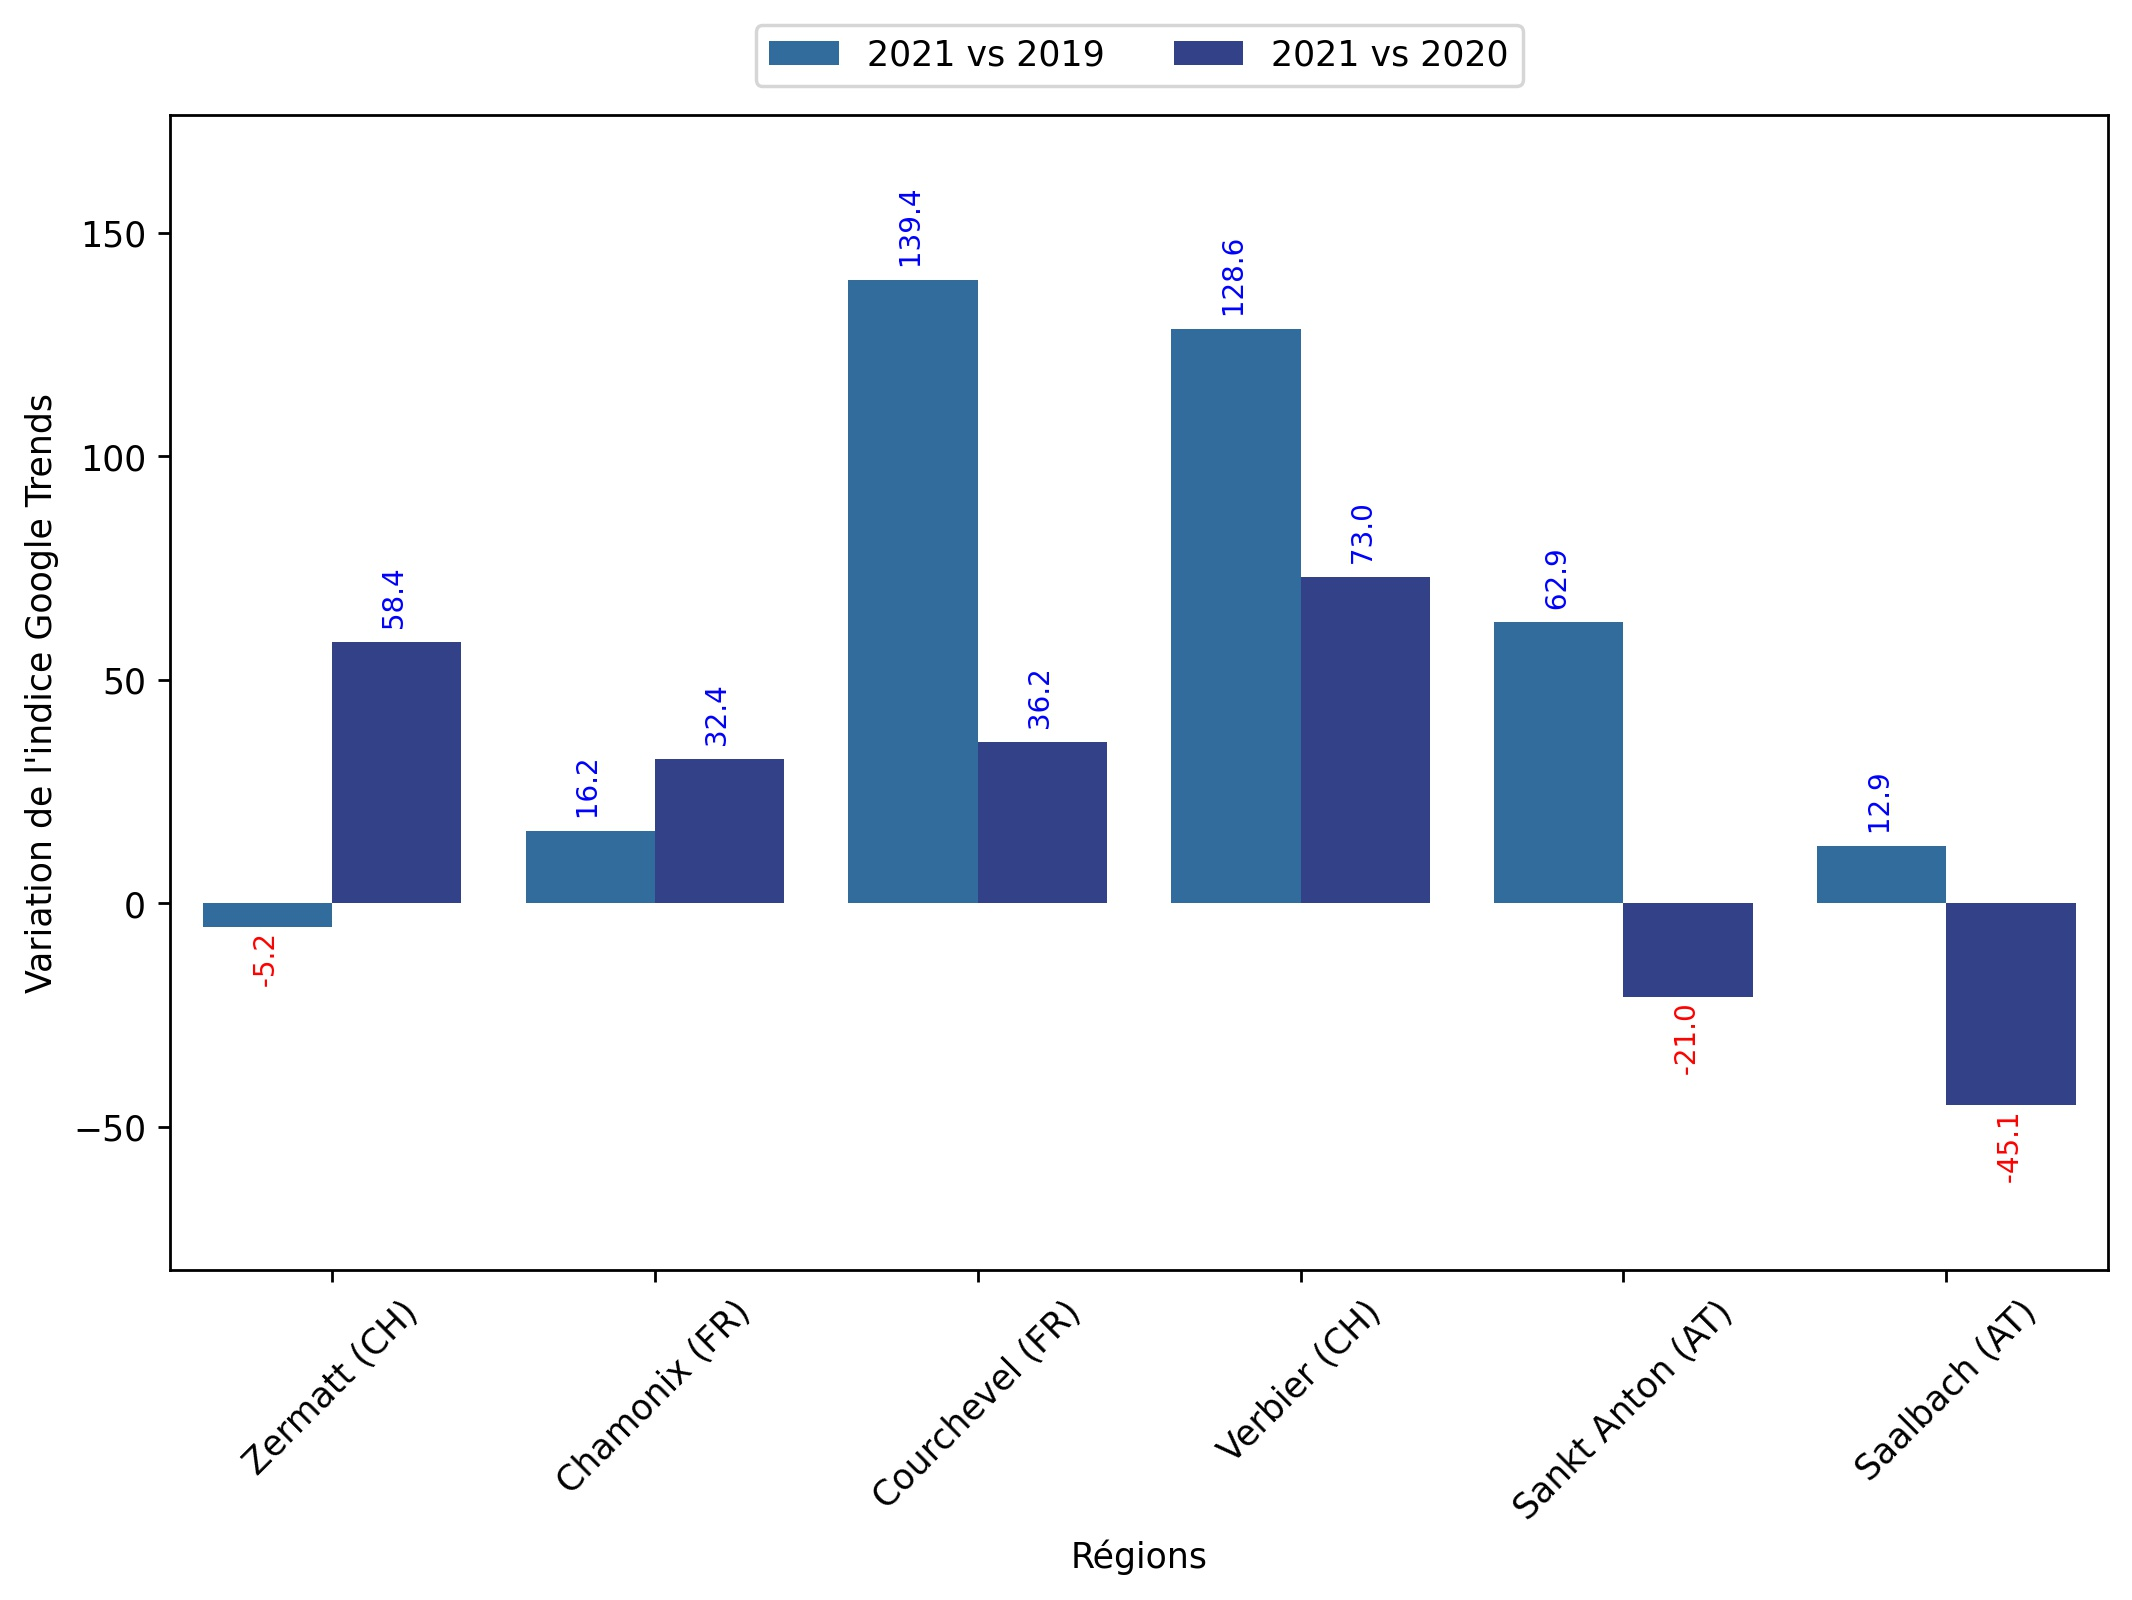 2021 vs 2019
2021 vs 2020
Variation de l'indice Google Trends
150
100
50
0
−50
-5.2
58.4
16.2
32.4
139.4
36.2
128.6
73.0
62.9
-21.0
12.9
-45.1
Zermatt (CH)
Chamonix (FR)
Courchevel (FR)
Verbier (CH)
Sankt Anton (AT)
Saalbach (AT)
Régions